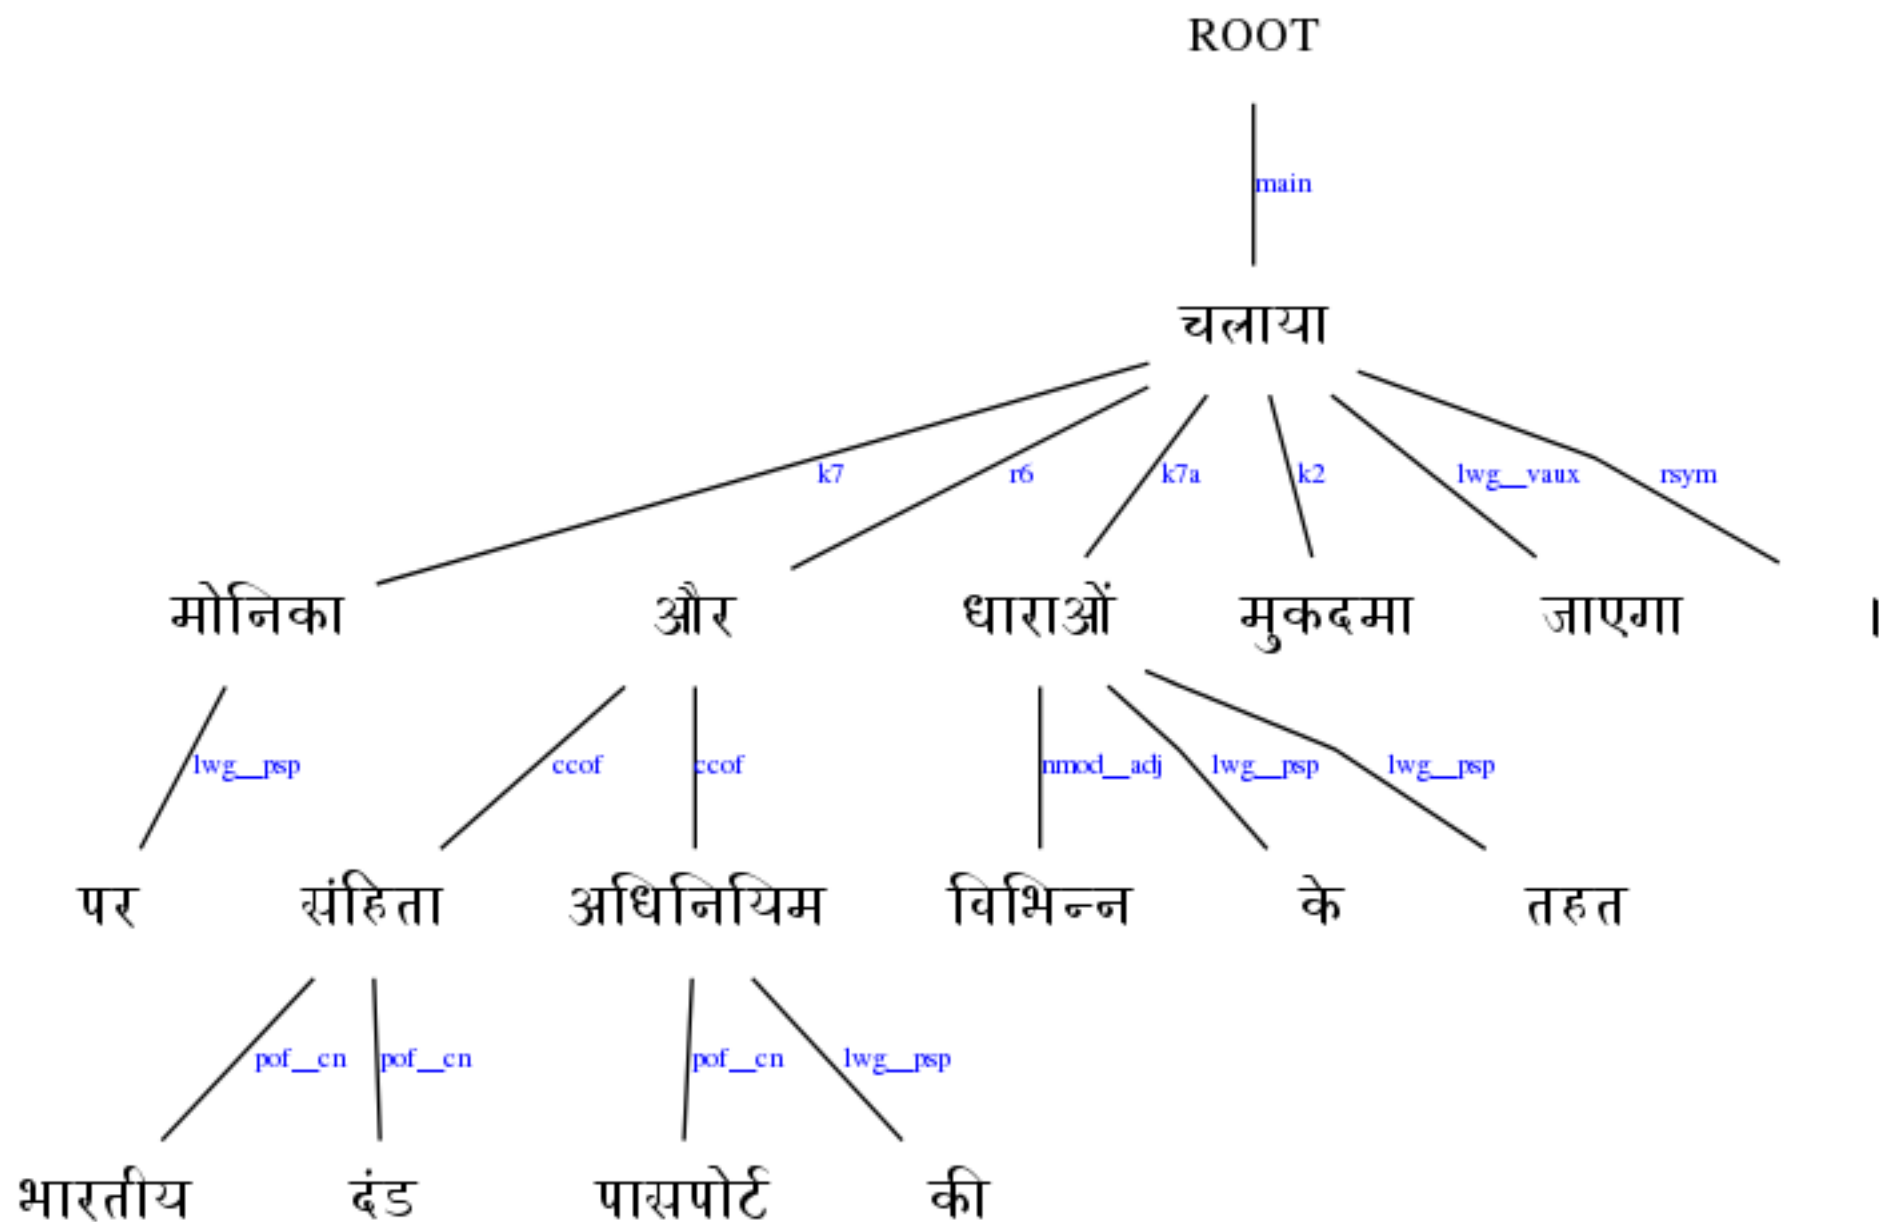 ROOT
main
चलाया
k7 r6 k7a k2 lwg__vaux rsym
मोनिका और धाराओं मुकदमा जाएगा ।
lwg__psp ccof ccof nmod__adj lwg__psp lwg__psp
पर संहिता अधिनियिम विभिन्न के तहत
pof__cn pof__cn pof__cn lwg__psp
भारतीय दंड पासपोर्ट की